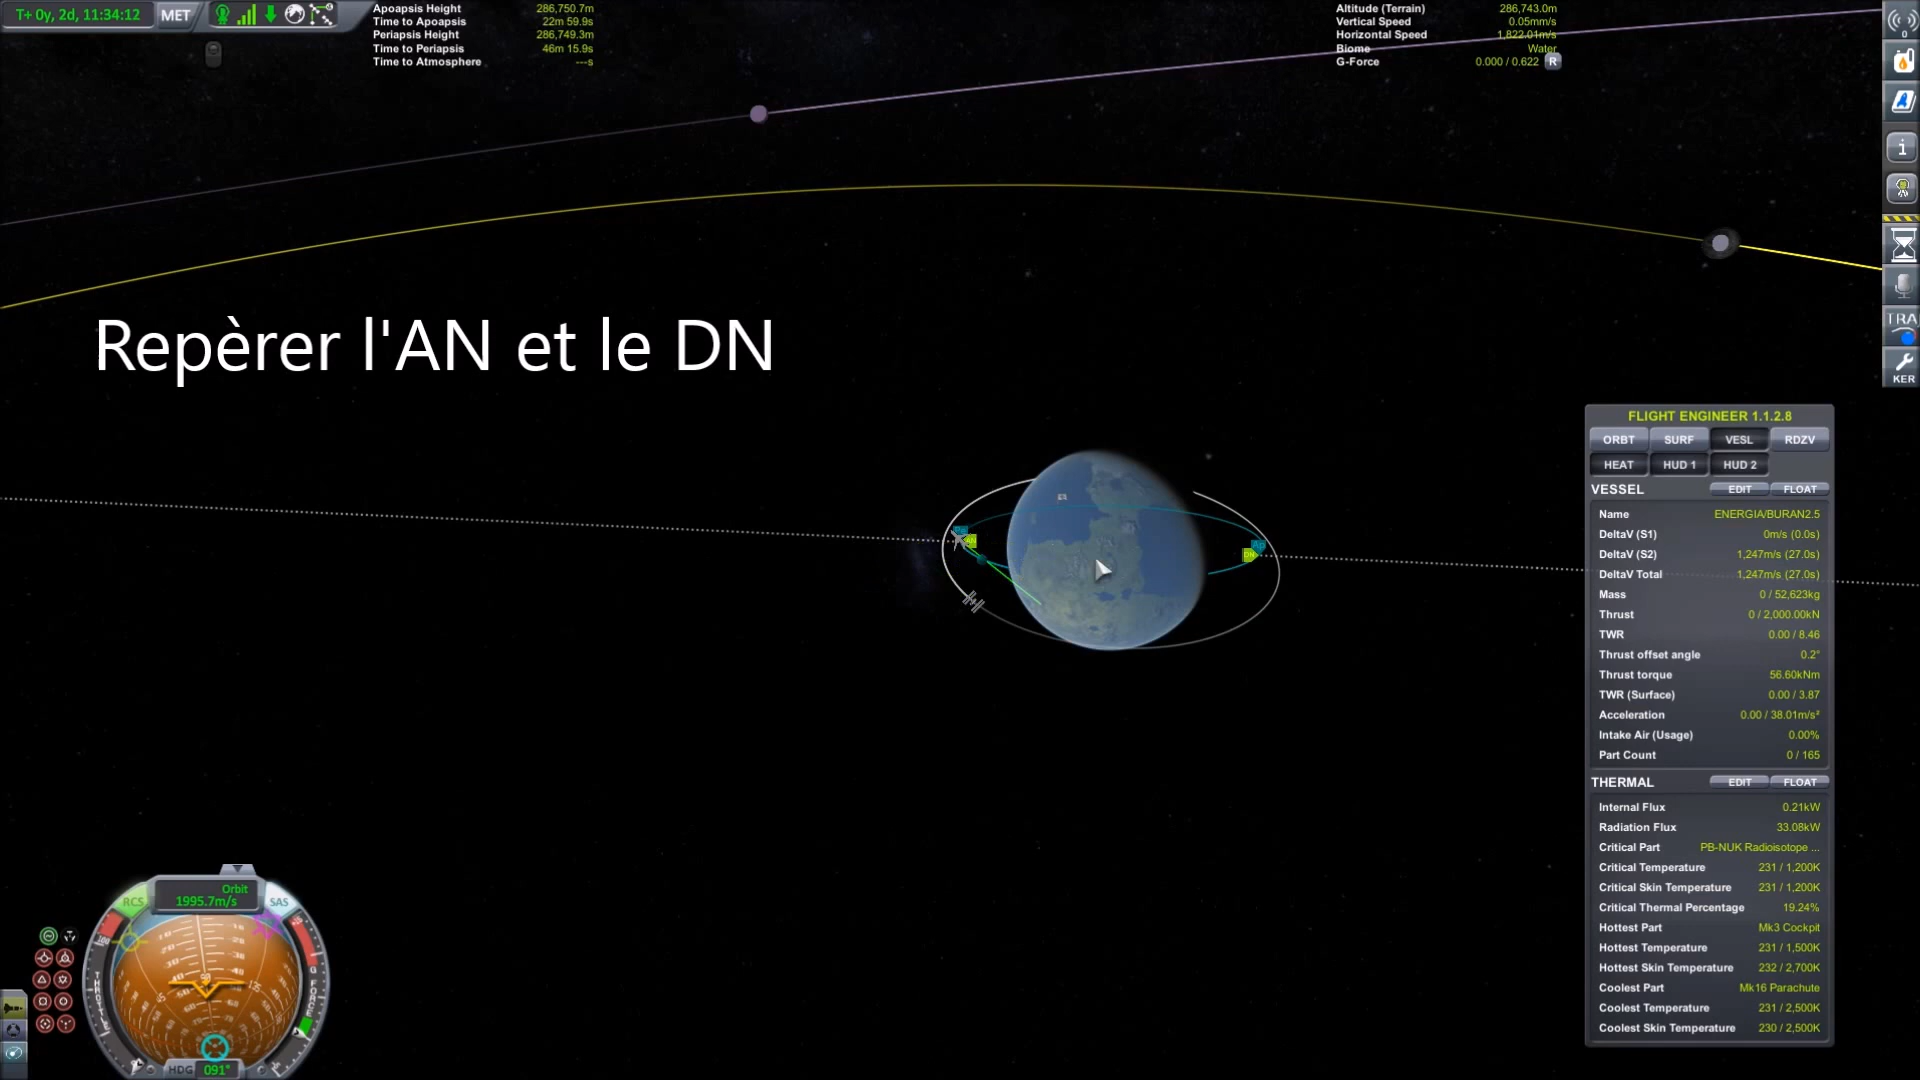 T+ 0y, 2d, 11:34:12 MET
Apoapsis Height 286,750.7m
Time to Apoapsis 22m 59.9s
Periapsis Height 286,749.3m
Time to Periapsis 46m 15.9s
Time to Atmosphere ---s
Altitude (Terrain) 286,743.0m
Vertical Speed 0.05mm/s
Horizontal Speed 1,822.01m/s
Biome Water
G-Force 0.000 / 0.622 R
0
TRA
KER
Repèrer l'AN et le DN
Pe
AN
Ap
DN
FLIGHT ENGINEER 1.1.2.8
ORBT SURF VESL RDZV
HEAT HUD 1 HUD 2
VESSEL EDIT FLOAT
Name ENERGIA/BURAN2.5
DeltaV (S1) 0m/s (0.0s)
DeltaV (S2) 1,247m/s (27.0s)
DeltaV Total 1,247m/s (27.0s)
Mass 0 / 52,623kg
Thrust 0 / 2,000.00kN
TWR 0.00 / 8.46
Thrust offset angle 0.2°
Thrust torque 56.60kNm
TWR (Surface) 0.00 / 3.87
Acceleration 0.00 / 38.01m/s²
Intake Air (Usage) 0.00%
Part Count 0 / 165
THERMAL EDIT FLOAT
Internal Flux 0.21kW
Radiation Flux 33.08kW
Critical Part PB-NUK Radioisotope ...
Critical Temperature 231 / 1,200K
Critical Skin Temperature 231 / 1,200K
Critical Thermal Percentage 19.24%
Hottest Part Mk3 Cockpit
Hottest Temperature 231 / 1,500K
Hottest Skin Temperature 232 / 2,700K
Coolest Part Mk16 Parachute
Coolest Temperature 231 / 2,500K
Coolest Skin Temperature 230 / 2,500K
Orbit
1995.7m/s
RCS SAS
HDG 091°